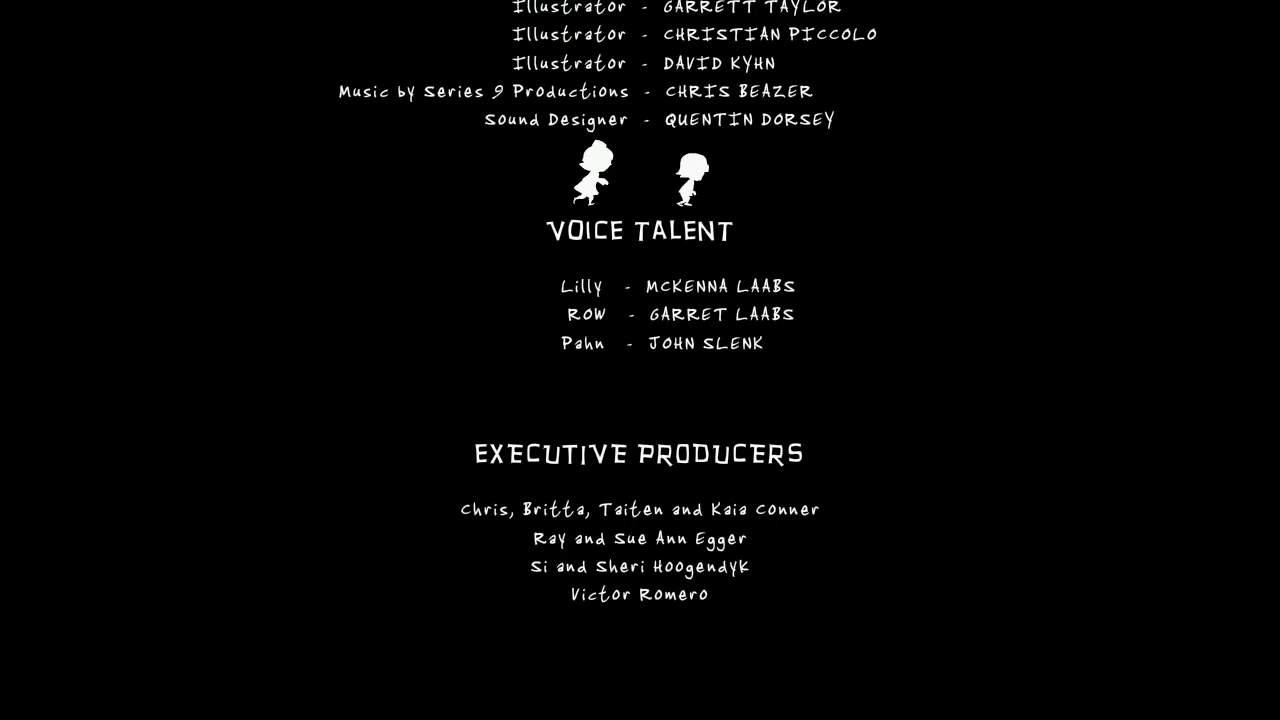 Illustrator - GARRETT TAYLOR
Illustrator - CHRISTIAN PICCOLO
Illustrator - DAVID KYHN
Music by Series 9 Productions - CHRIS BEAZER
Sound Designer - QUENTIN DORSEY
VOICE TALENT
Lilly - MCKENNA LAABS
ROW - GARRET LAABS
Pahn - JOHN SLENK
EXECUTIVE PRODUCERS
Chris, Britta, Taiten and Kaia Conner
Ray and Sue Ann Egger
Si and Sheri Hoogendyk
Victor Romero